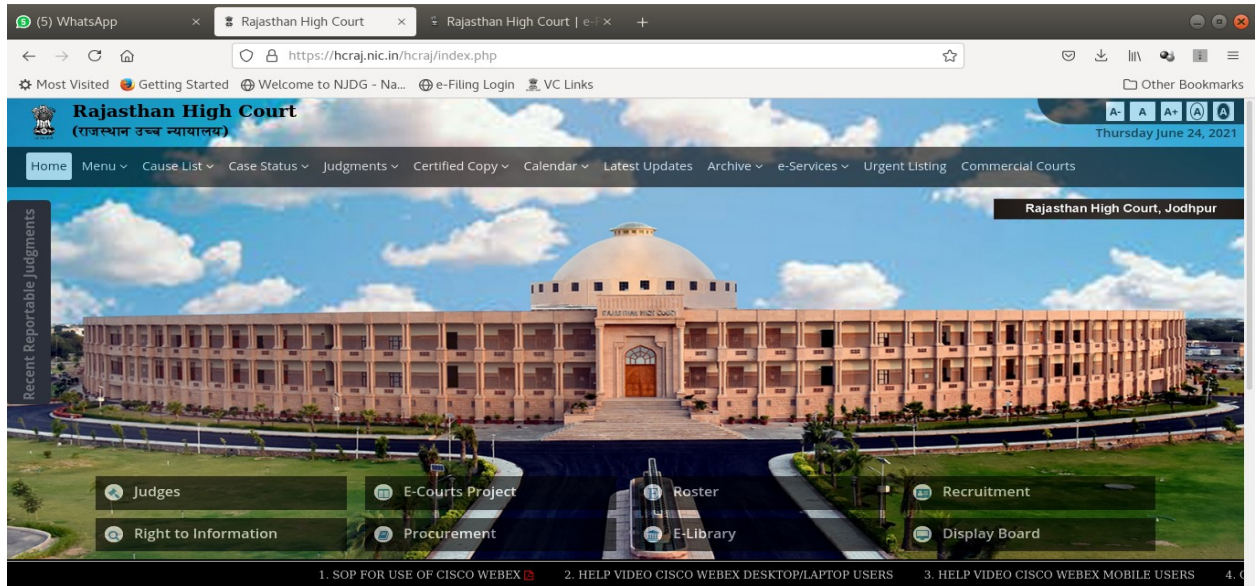 (5) WhatsApp
Rajasthan High Court
Rajasthan High Court | e-F
https://hcraj.nic.in/hcraj/index.php
Most Visited Getting Started Welcome to NJDG - Na... e-Filing Login VC Links Other Bookmarks
Rajasthan High Court
(राजस्थान उच्च न्यायालय)
A- A A+ A A
Thursday June 24, 2021
Home Menu Cause List Case Status Judgments Certified Copy Calendar Latest Updates Archive e-Services Urgent Listing Commercial Courts
Rajasthan High Court, Jodhpur
Recent Reportable Judgments
RAJASTHAN HIGH COURT
Judges E-Courts Project Roster Recruitment
Right to Information Procurement E-Library Display Board
1. SOP FOR USE OF CISCO WEBEX 2. HELP VIDEO CISCO WEBEX DESKTOP/LAPTOP USERS 3. HELP VIDEO CISCO WEBEX MOBILE USERS 4.